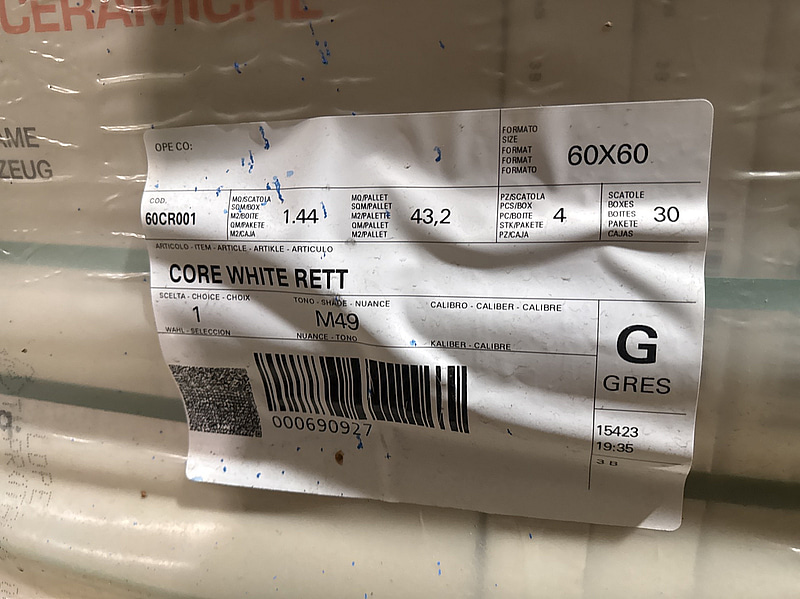 CERAMICHE
AME
ZEUG
OPE CO:
FORMATO
SIZE
FORMAT
FORMAT
FORMATO
60X60
COD.
60CR001
MQ/SCATOLA
SQM/BOX
M2/BOITE
QM/PAKETE
M2/CAJA
1.44
MQ/PALLET
SQM/PALLET
M2/PALETTE
QM/PALLET
M2/PALLET
43,2
PZ/SCATOLA
PCS/BOX
PC/BOITE
STK/PAKETE
PZ/CAJA
4
SCATOLE
BOXES
BOITES
PAKETE
CAJAS
30
ARTICOLO - ITEM - ARTICLE - ARTIKLE - ARTICULO
CORE WHITE RETT
SCELTA - CHOICE - CHOIX
1
WAHL - SELECCION
TONO - SHADE - NUANCE
M49
NUANCE - TONO
CALIBRO - CALIBER - CALIBRE
KALIBER - CALIBRE
G
GRES
000690927
15423
19:35
3 B